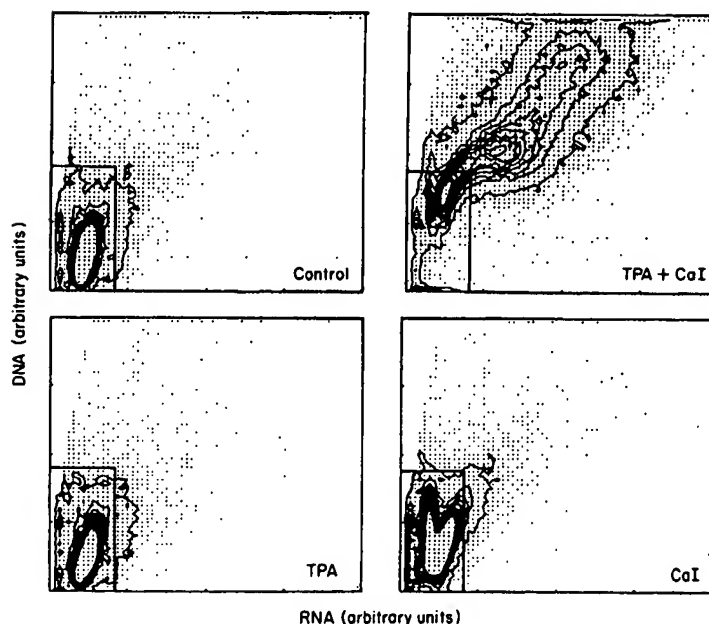 Control
TPA + CaI
DNA (arbitrary units)
TPA
CaI
RNA (arbitrary units)